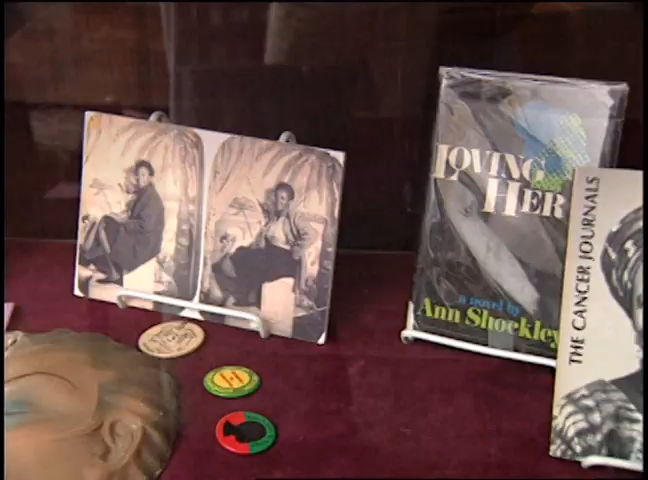 LOVING
HER
a novel by
Ann Shockley
THE CANCER JOURNALS